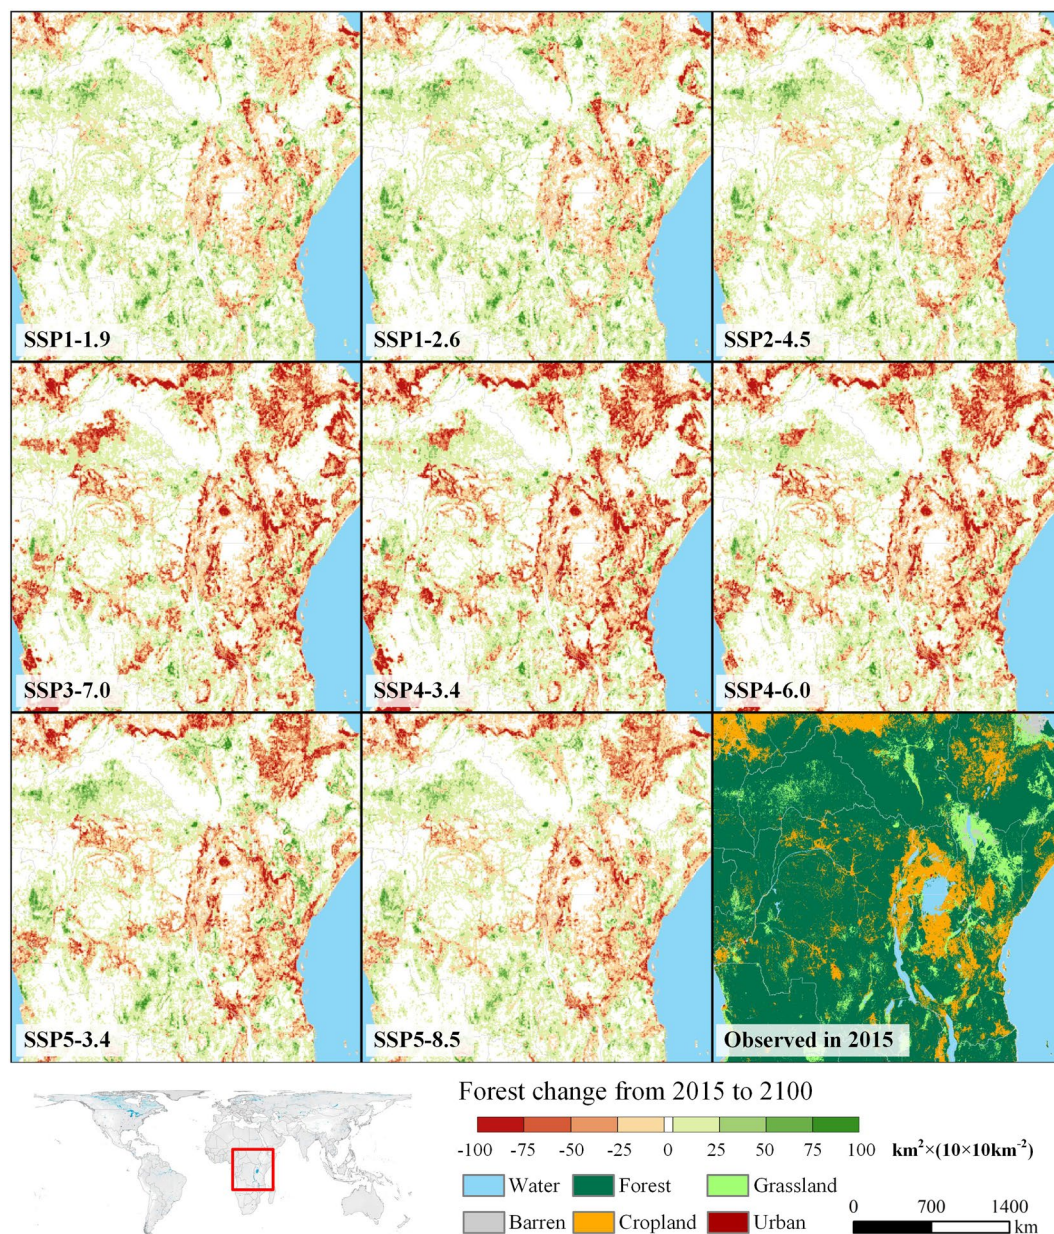 SSP1-1.9
SSP1-2.6
SSP2-4.5
SSP3-7.0
SSP4-3.4
SSP4-6.0
SSP5-3.4
SSP5-8.5
Observed in 2015
Forest change from 2015 to 2100
-100 -75 -50 -25 0 25 50 75 100 km²×(10×10km⁻²)
Water Forest Grassland
Barren Cropland Urban
0 700 1400
km